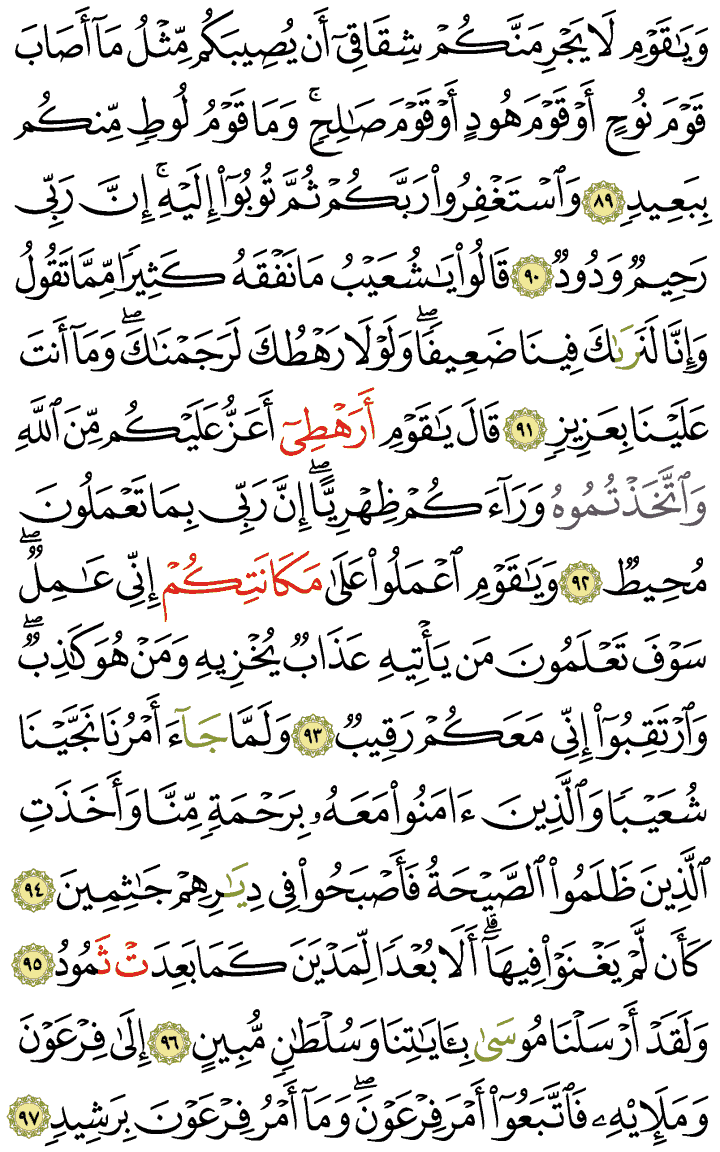 وَيَٰقَوْمِ لَا يَجْرِمَنَّكُمْ شِقَاقِىٓ أَن يُصِيبَكُم مِّثْلُ مَآ أَصَابَ
قَوْمَ نُوحٍ أَوْ قَوْمَ هُودٍ أَوْ قَوْمَ صَٰلِحٍۚ وَمَا قَوْمُ لُوطٍ مِّنكُم
بِبَعِيدٍ ٨٩ وَٱسْتَغْفِرُوا۟ رَبَّكُمْ ثُمَّ تُوبُوٓا۟ إِلَيْهِۚ إِنَّ رَبِّى
رَحِيمٌ وَدُودٌ ٩٠ قَالُوا۟ يَٰشُعَيْبُ مَا نَفْقَهُ كَثِيرًا مِّمَّا تَقُولُ
وَإِنَّا لَنَرَىٰكَ فِينَا ضَعِيفًاۖ وَلَوْلَا رَهْطُكَ لَرَجَمْنَٰكَۖ وَمَآ أَنتَ
عَلَيْنَا بِعَزِيزٍ ٩١ قَالَ يَٰقَوْمِ أَرَهْطِىٓ أَعَزُّ عَلَيْكُم مِّنَ ٱللَّهِ
وَٱتَّخَذْتُمُوهُ وَرَآءَكُمْ ظِهْرِيًّاۖ إِنَّ رَبِّى بِمَا تَعْمَلُونَ
مُحِيطٌ ٩٢ وَيَٰقَوْمِ ٱعْمَلُوا۟ عَلَىٰ مَكَانَتِكُمْ إِنِّى عَٰمِلٌۖ
سَوْفَ تَعْلَمُونَ مَن يَأْتِيهِ عَذَابٌ يُخْزِيهِ وَمَنْ هُوَ كَٰذِبٌۖ
وَٱرْتَقِبُوٓا۟ إِنِّى مَعَكُمْ رَقِيبٌ ٩٣ وَلَمَّا جَآءَ أَمْرُنَا نَجَّيْنَا
شُعَيْبًا وَٱلَّذِينَ ءَامَنُوا۟ مَعَهُۥ بِرَحْمَةٍ مِّنَّا وَأَخَذَتِ
ٱلَّذِينَ ظَلَمُوا۟ ٱلصَّيْحَةُ فَأَصْبَحُوا۟ فِى دِيَٰرِهِمْ جَٰثِمِينَ ٩٤
كَأَن لَّمْ يَغْنَوْا۟ فِيهَآۗ أَلَا بُعْدًا لِّمَدْيَنَ كَمَا بَعِدَتْ ثَمُودُ ٩٥
وَلَقَدْ أَرْسَلْنَا مُوسَىٰ بِـَٔايَٰتِنَا وَسُلْطَٰنٍ مُّبِينٍ ٩٦ إِلَىٰ فِرْعَوْنَ
وَمَلَإِي۟هِۦ فَٱتَّبَعُوٓا۟ أَمْرَ فِرْعَوْنَۖ وَمَآ أَمْرُ فِرْعَوْنَ بِرَشِيدٍ ٩٧